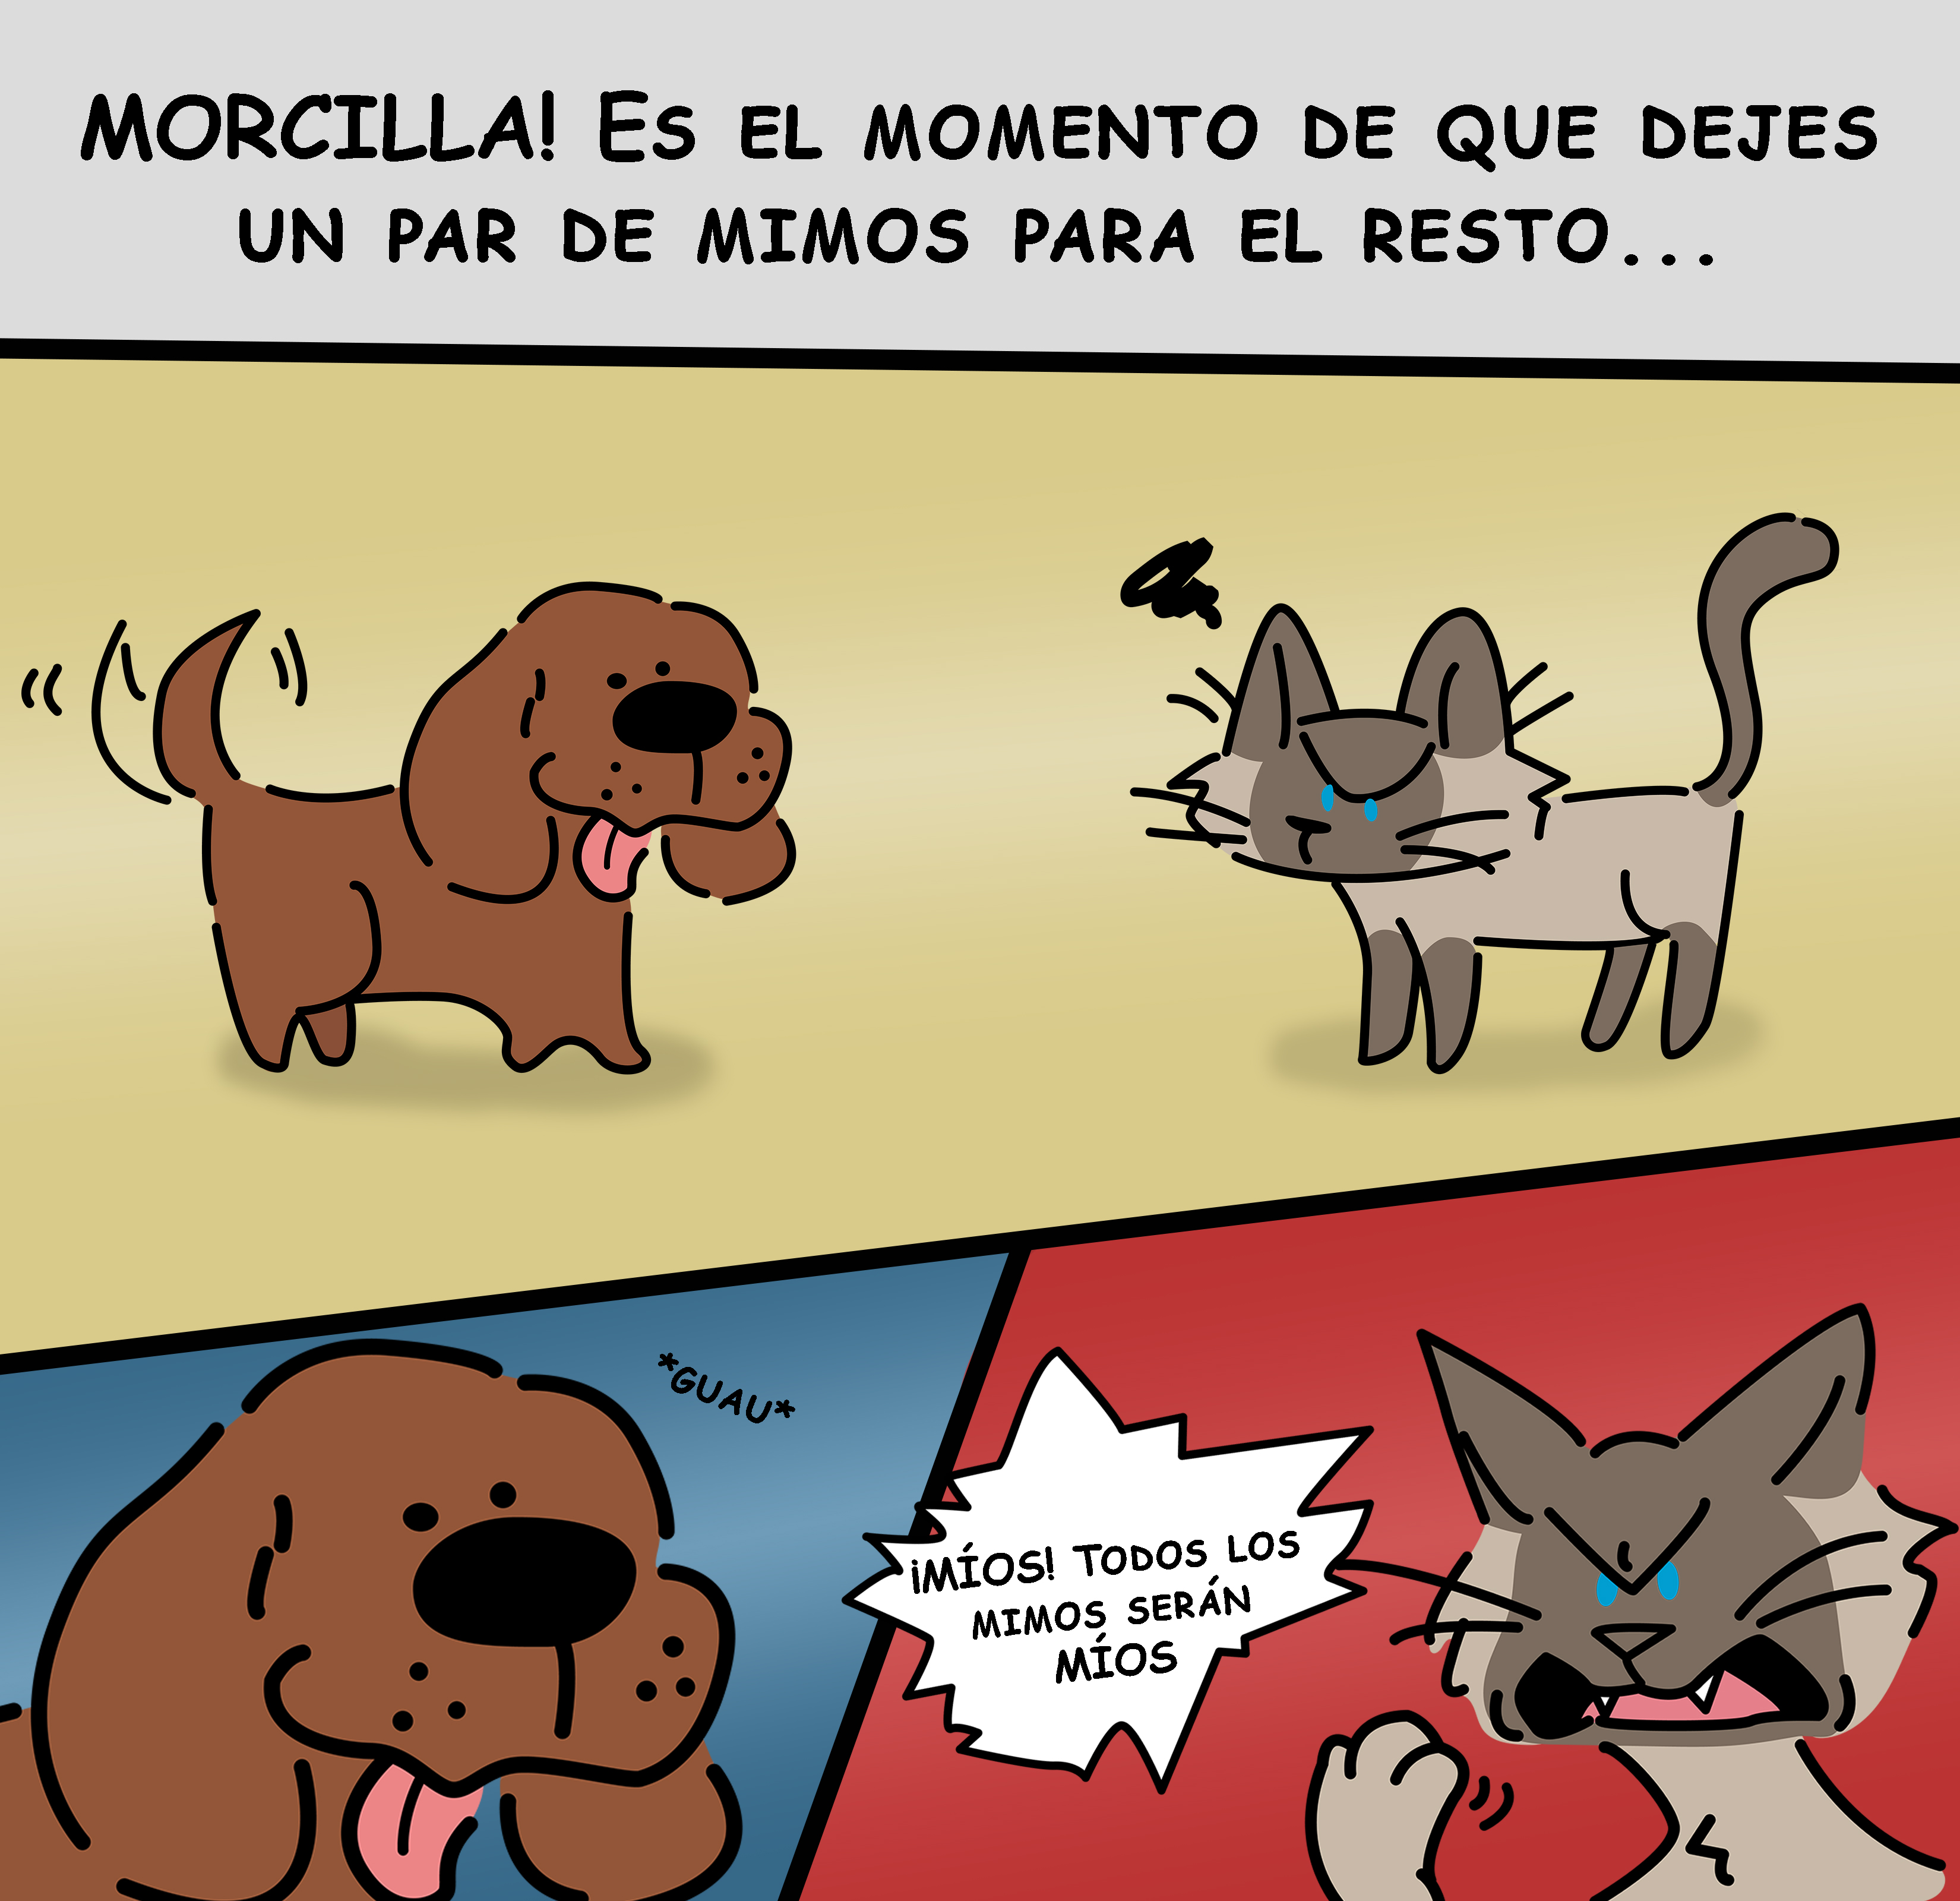 MORCILLA! ES EL MOMENTO DE QUE DEJES
UN PAR DE MIMOS PARA EL RESTO...
*GUAU*
¡MÍOS! TODOS LOS
MIMOS SERÁN
MÍOS